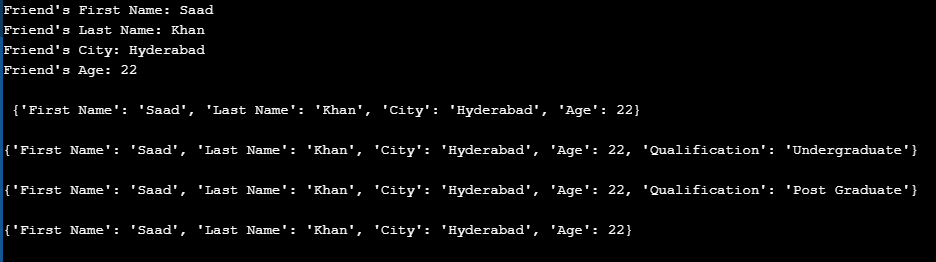 Friend's First Name: Saad
Friend's Last Name: Khan
Friend's City: Hyderabad
Friend's Age: 22
{'First Name': 'Saad', 'Last Name': 'Khan', 'City': 'Hyderabad', 'Age': 22}
{'First Name': 'Saad', 'Last Name': 'Khan', 'City': 'Hyderabad', 'Age': 22, 'Qualification': 'Undergraduate'}
{'First Name': 'Saad', 'Last Name': 'Khan', 'City': 'Hyderabad', 'Age': 22, 'Qualification': 'Post Graduate'}
{'First Name': 'Saad', 'Last Name': 'Khan', 'City': 'Hyderabad', 'Age': 22}